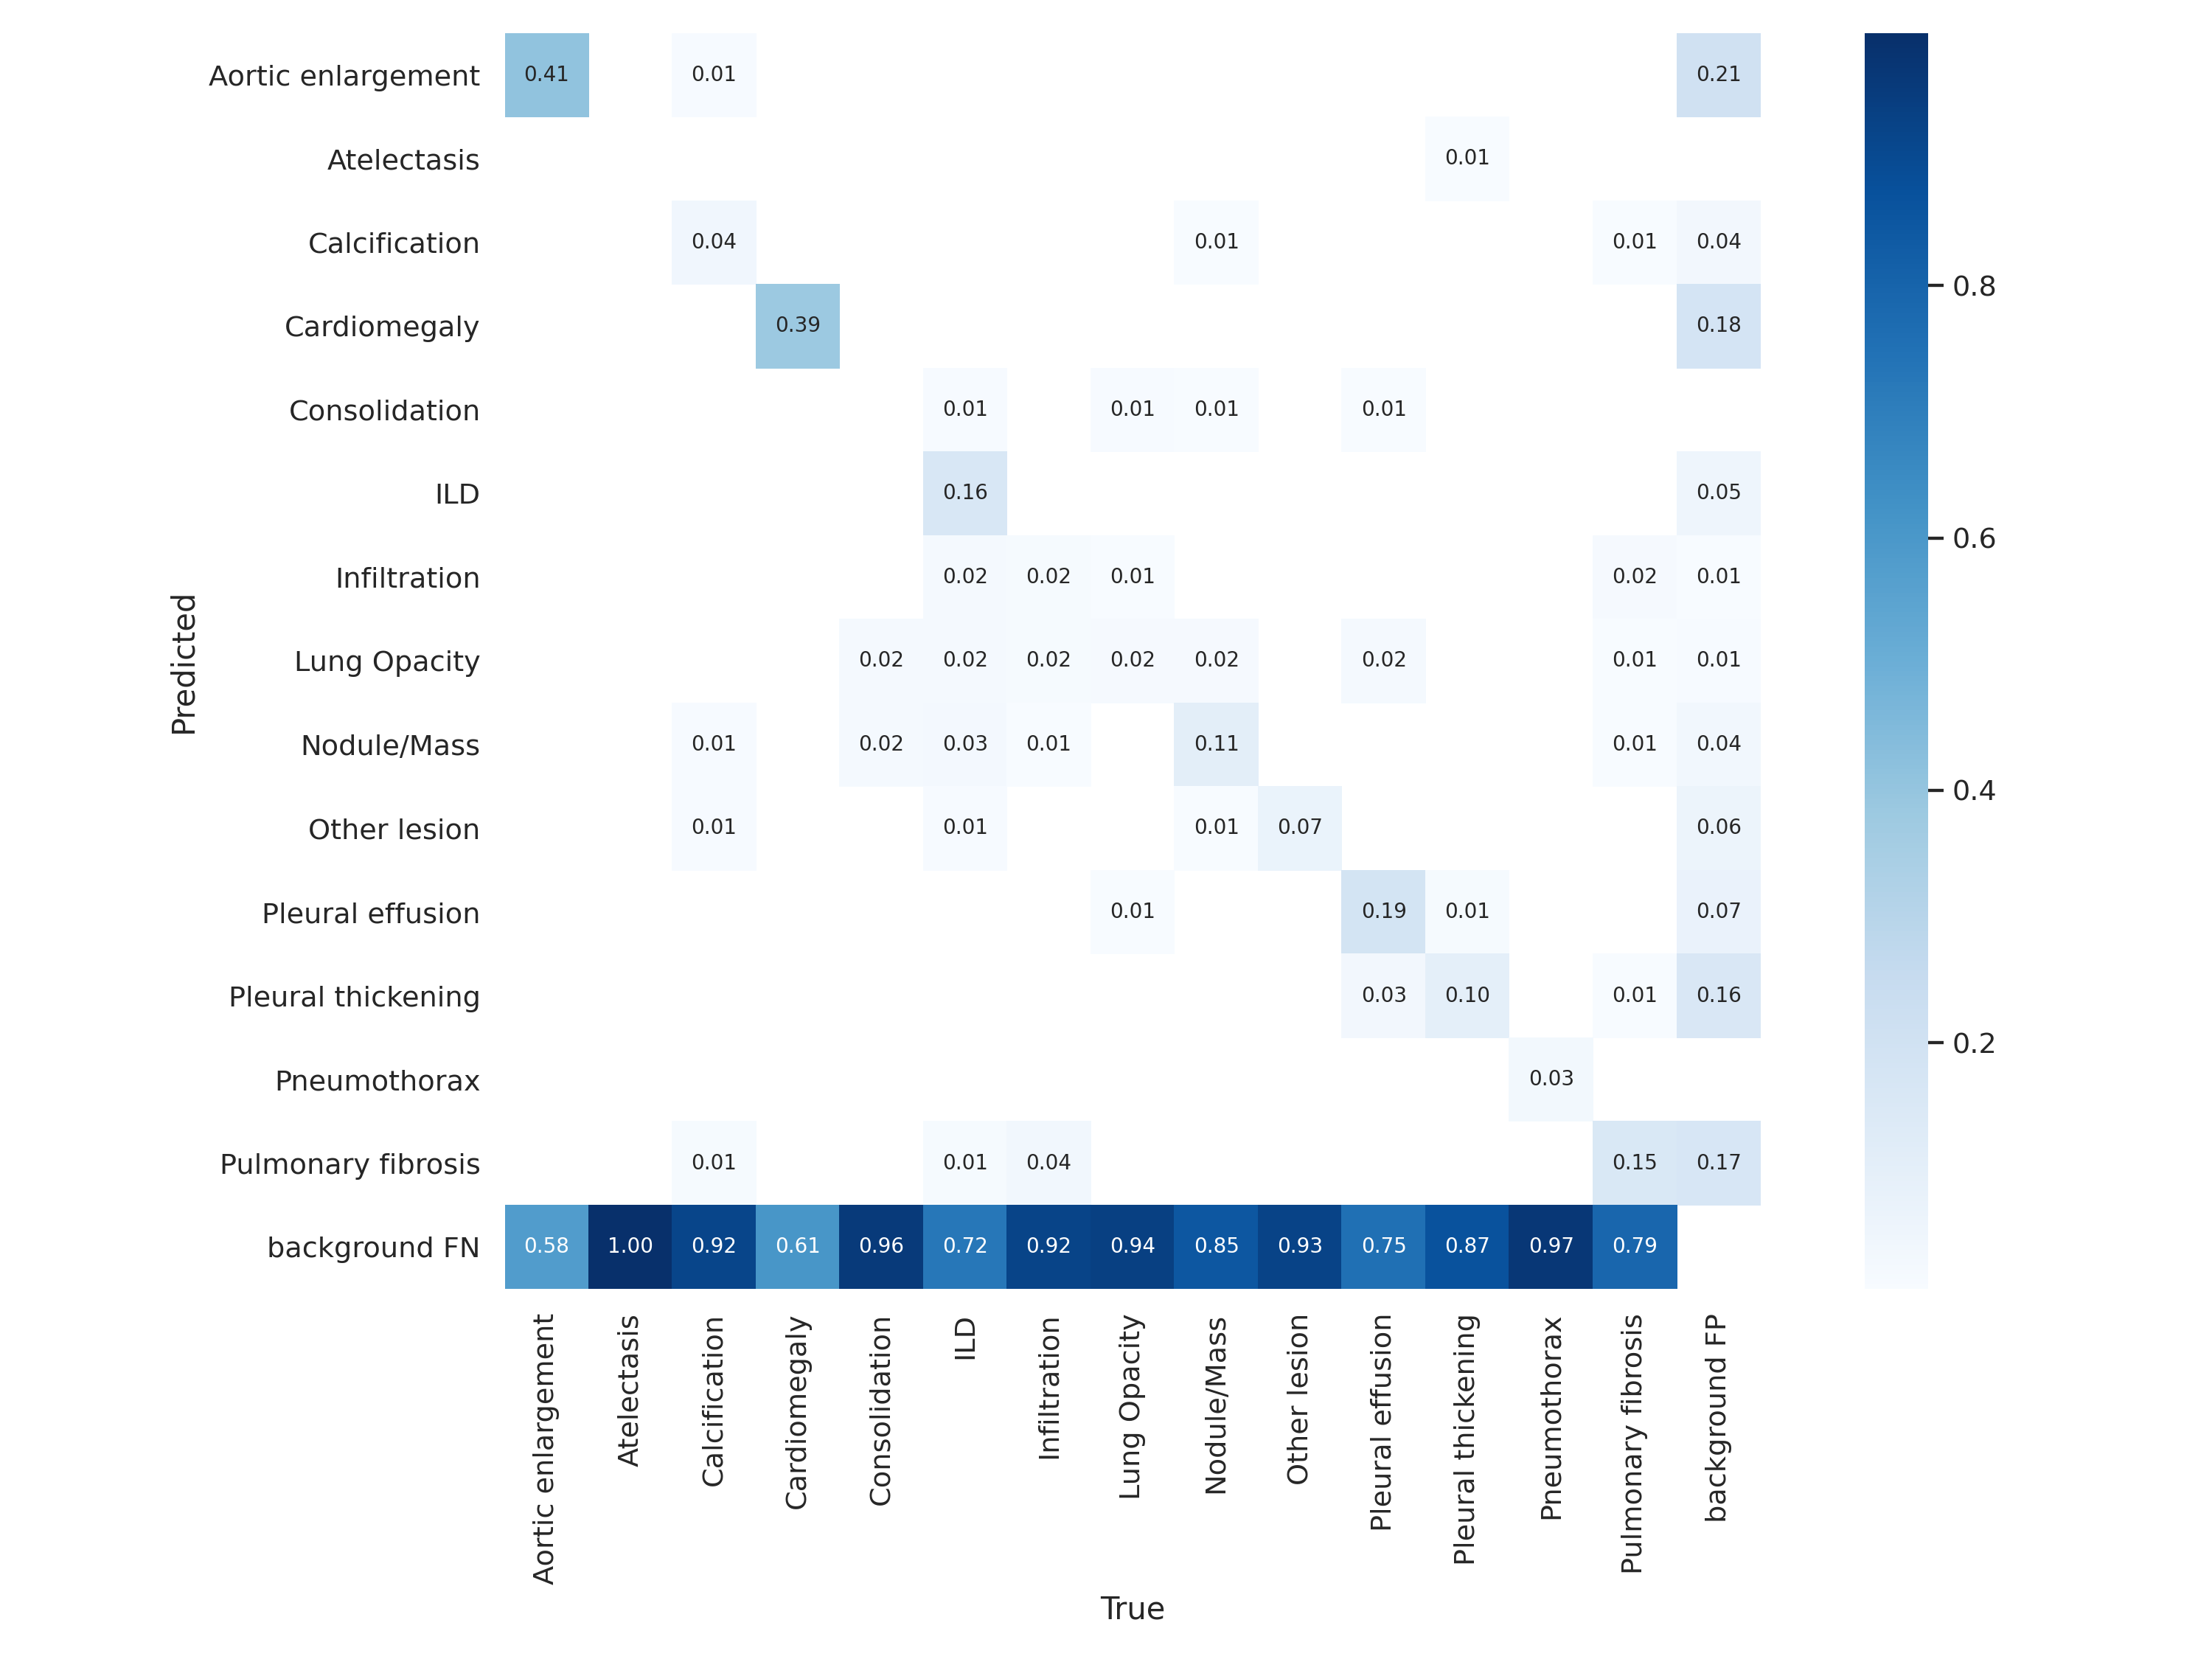 Aortic enlargement 0.41 0.01 0.21
Atelectasis 0.01
Calcification 0.04 0.01 0.01 0.04
Cardiomegaly 0.39 0.18
Consolidation 0.01 0.01 0.01 0.01
ILD 0.16 0.05
Infiltration 0.02 0.02 0.01 0.02 0.01
Lung Opacity 0.02 0.02 0.02 0.02 0.02 0.02 0.01 0.01
Nodule/Mass 0.01 0.02 0.03 0.01 0.11 0.01 0.04
Other lesion 0.01 0.01 0.01 0.07 0.06
Pleural effusion 0.01 0.19 0.01 0.07
Pleural thickening 0.03 0.10 0.01 0.16
Pneumothorax 0.03
Pulmonary fibrosis 0.01 0.01 0.04 0.15 0.17
background FN 0.58 1.00 0.92 0.61 0.96 0.72 0.92 0.94 0.85 0.93 0.75 0.87 0.97 0.79
Predicted
Aortic enlargement
Atelectasis
Calcification
Cardiomegaly
Consolidation
ILD
Infiltration
Lung Opacity
Nodule/Mass
Other lesion
Pleural effusion
Pleural thickening
Pneumothorax
Pulmonary fibrosis
background FP
True
0.8
0.6
0.4
0.2